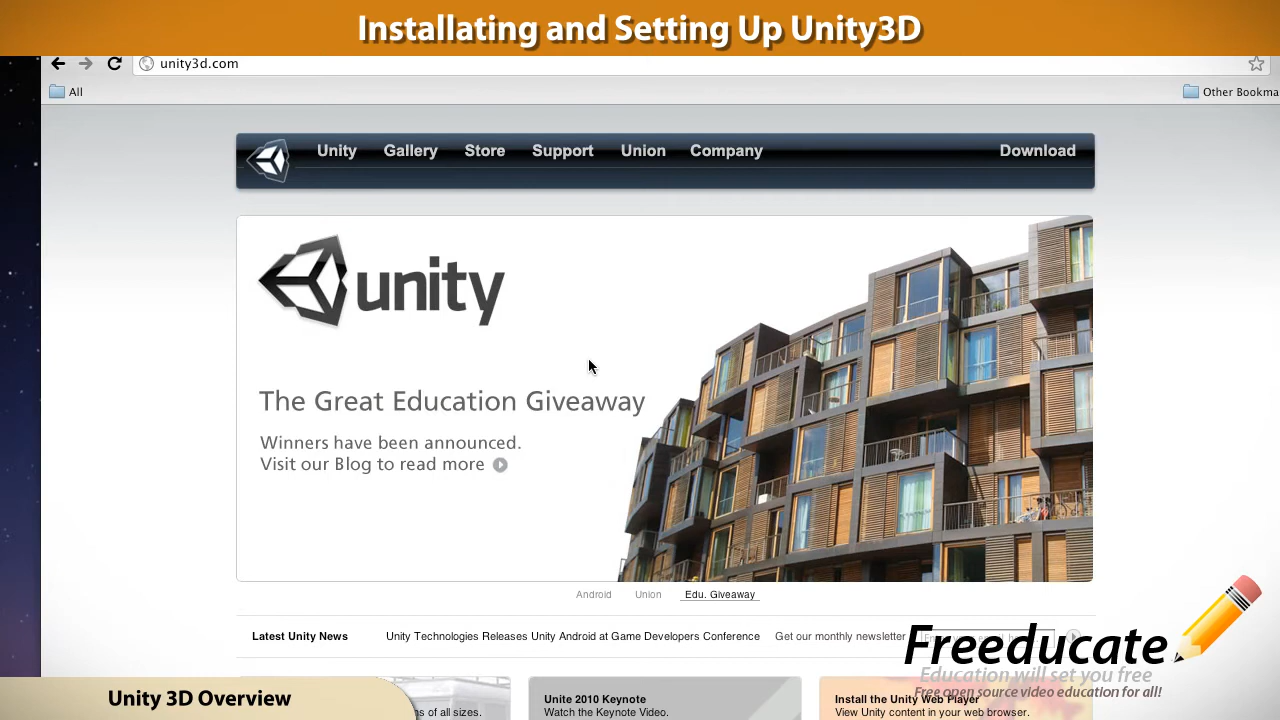 Installating and Setting Up Unity3D
unity3d.com
All
Other Bookma
Unity Gallery Store Support Union Company Download
unity
The Great Education Giveaway
Winners have been announced.
Visit our Blog to read more
Android Union Edu. Giveaway
Latest Unity News Unity Technologies Releases Unity Android at Game Developers Conference Get our monthly newsletter
Freeducate
Education will set you free
Free open source video education for all!
Unity 3D Overview
ns of all sizes.
Unite 2010 Keynote
Watch the Keynote Video.
Install the Unity Web Player
View Unity content in your web browser.